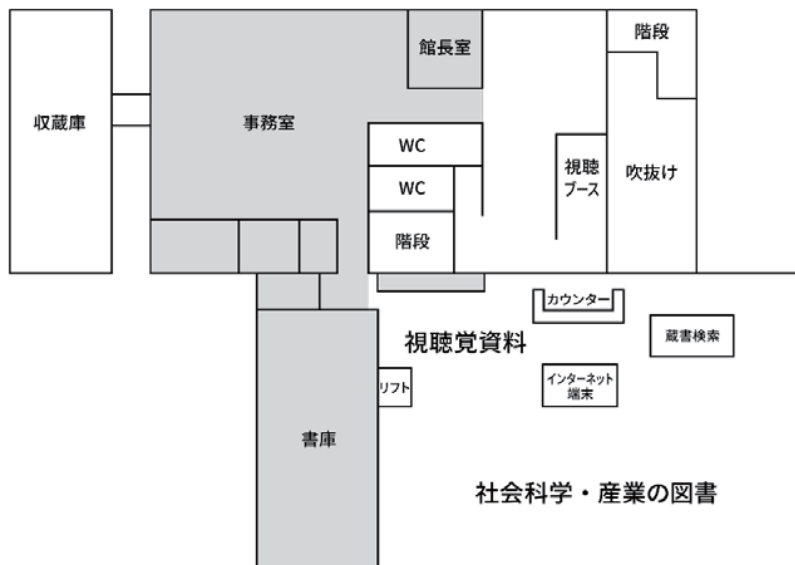 階段
館長室
収蔵庫
事務室
WC
視聴
ブース
吹抜け
WC
階段
カウンター
視聴党資料
蔵書検索
リフト
インターネット
端末
書庫
社会科学・産業の図書